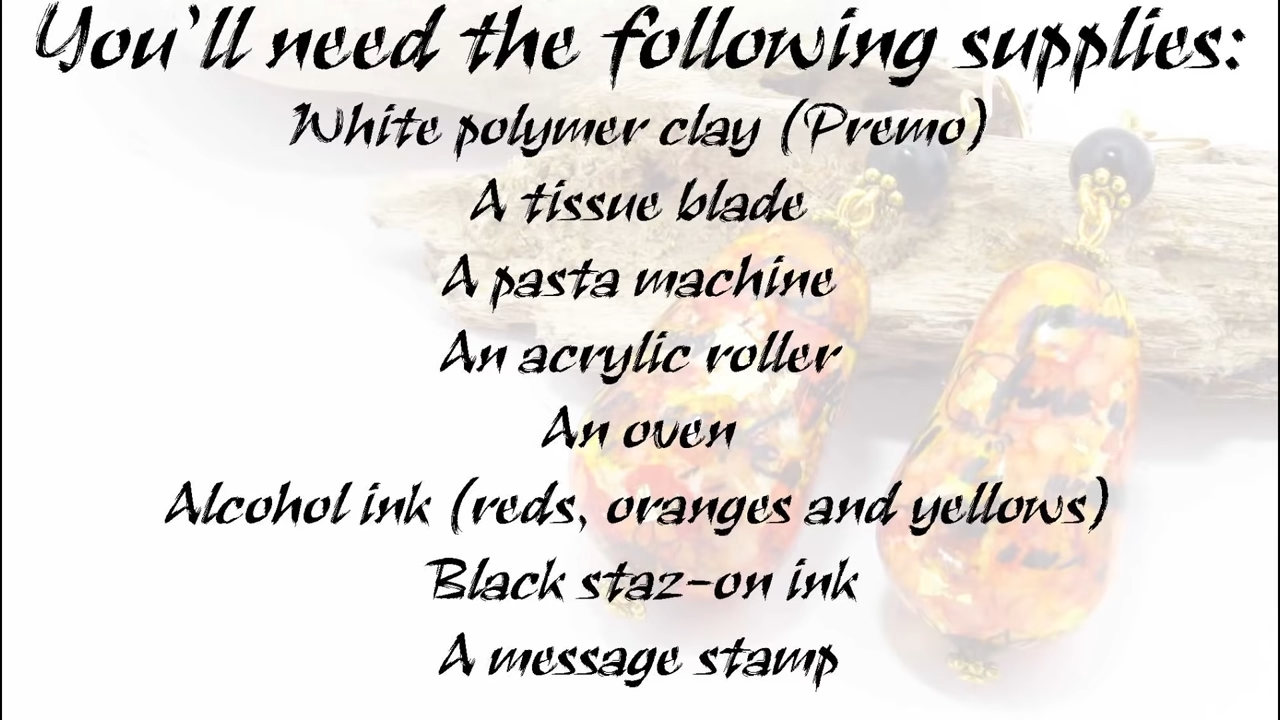 You'll need the following supplies:
White polymer clay (Premo)
A tissue blade
A pasta machine
An acrylic roller
An oven
Alcohol ink (reds, oranges and yellows)
Black staz-on ink
A message stamp